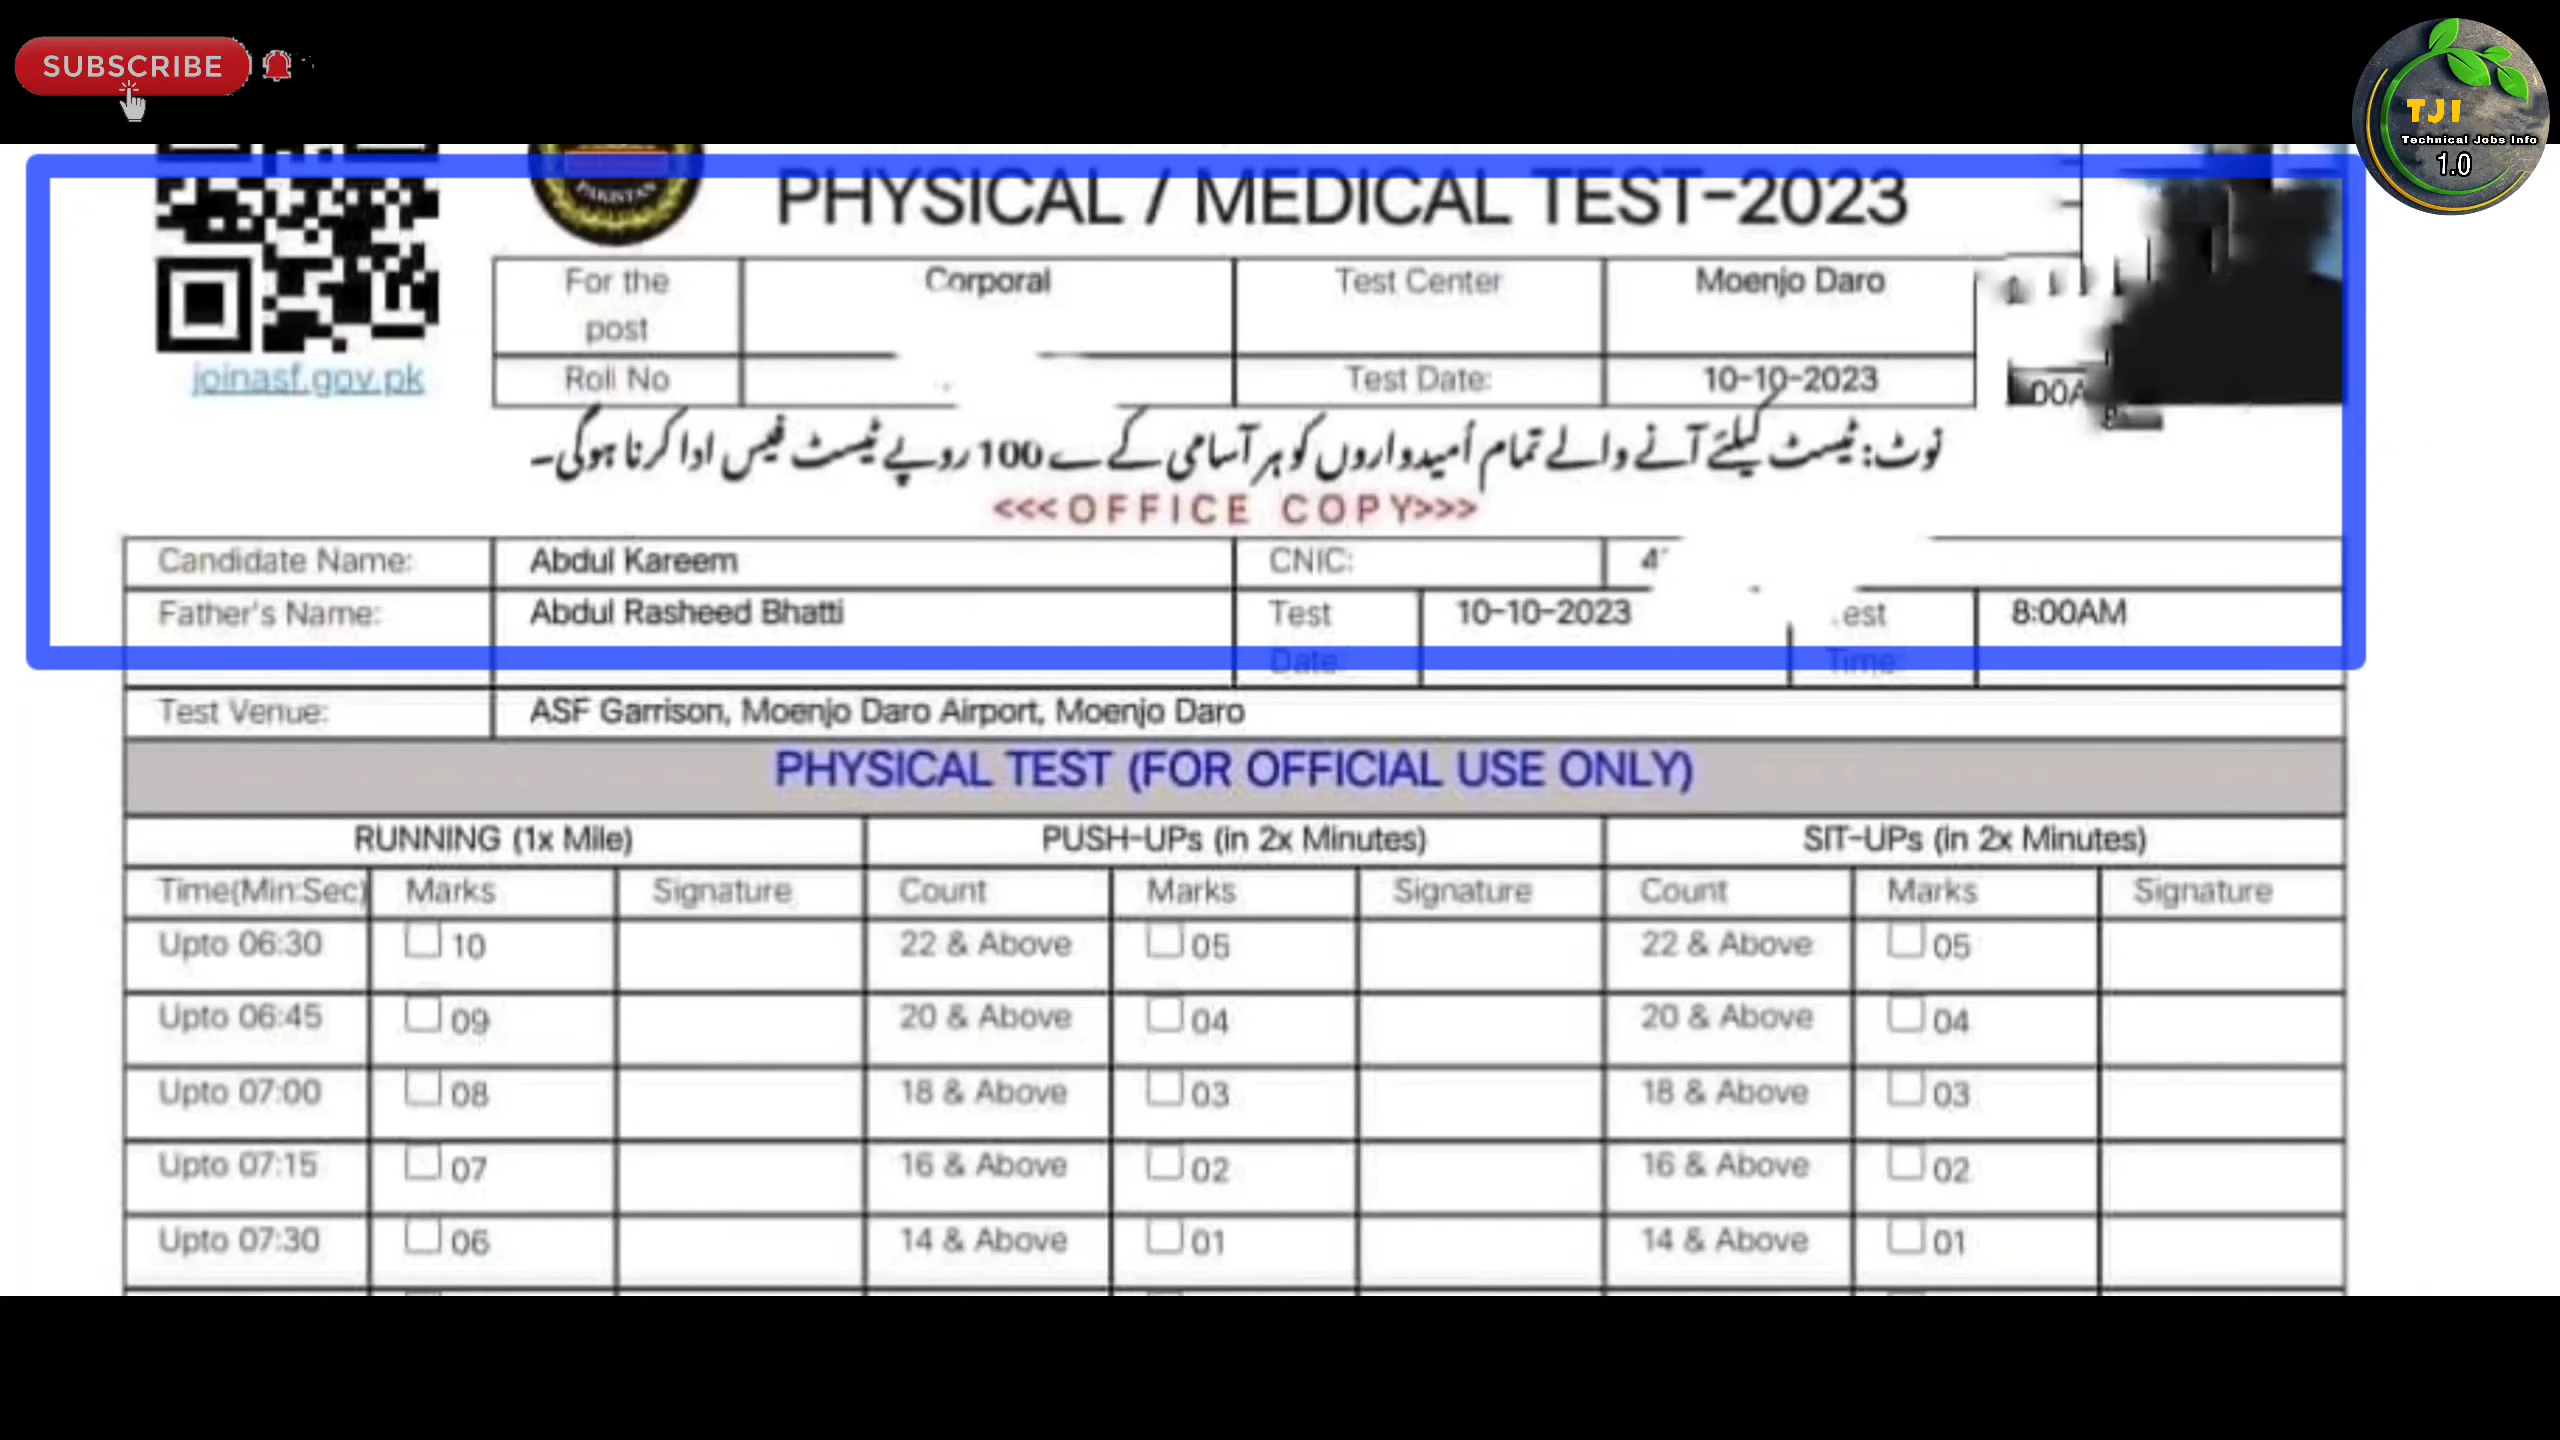 SUBSCRIBE
TJI
Technical Jobs Info
1.0
PAKISTAN
PHYSICAL / MEDICAL TEST-2023
For the post Corporal Test Center Moenjo Daro
joinasf.gov.pk
Roll No Test Date: 10-10-2023
نوٹ: ٹیسٹ کیلئے آنے والے تمام اُمیدواروں کو ہر آسامی کے لے 100 روپے ٹیسٹ فیس ادا کرنا ہوگی۔
<<<OFFICE COPY>>>
Candidate Name: Abdul Kareem CNIC:
Father's Name: Abdul Rasheed Bhatti Test Date: 10-10-2023 Time: 8:00AM
Test Venue: ASF Garrison, Moenjo Daro Airport, Moenjo Daro
PHYSICAL TEST (FOR OFFICIAL USE ONLY)
RUNNING (1x Mile) PUSH-UPs (in 2x Minutes) SIT-UPs (in 2x Minutes)
Time(Min:Sec) Marks Signature Count Marks Signature Count Marks Signature
Upto 06:30 10 22 & Above 05 22 & Above 05
Upto 06:45 09 20 & Above 04 20 & Above 04
Upto 07:00 08 18 & Above 03 18 & Above 03
Upto 07:15 07 16 & Above 02 16 & Above 02
Upto 07:30 06 14 & Above 01 14 & Above 01